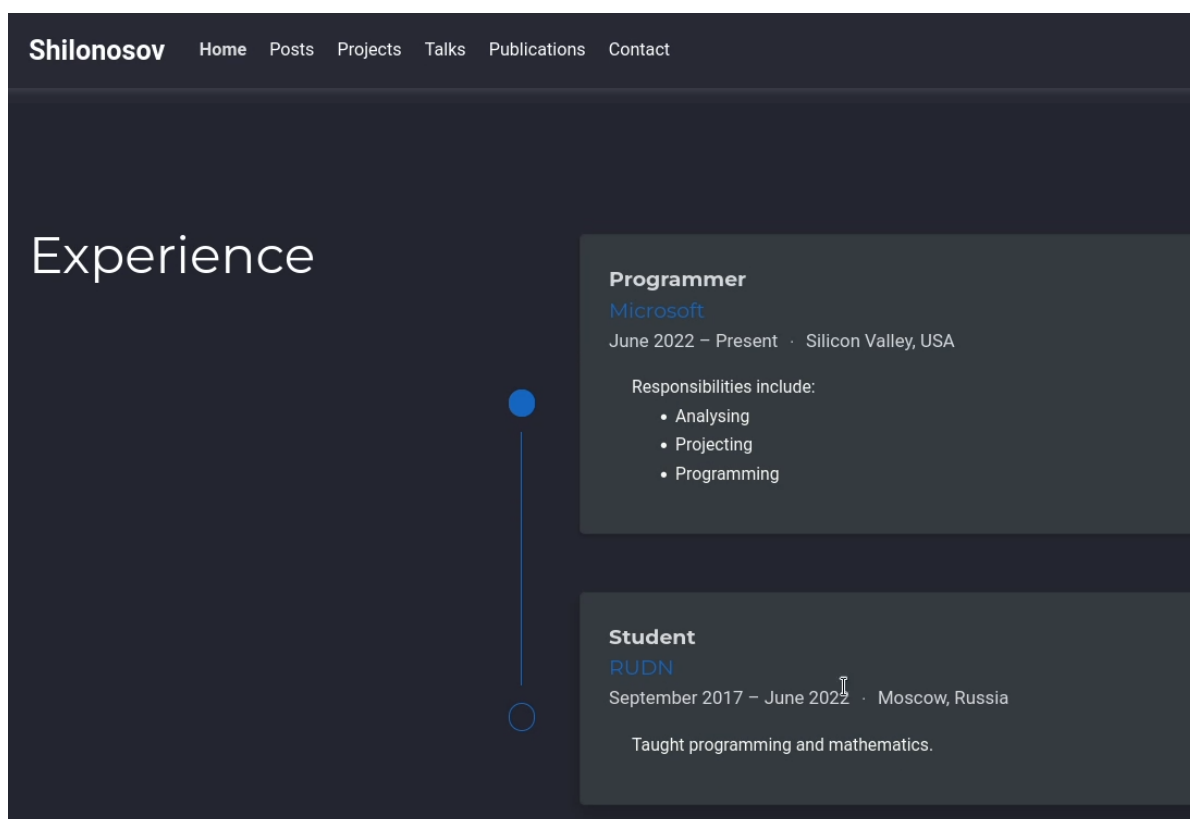 Shilonosov Home Posts Projects Talks Publications Contact
Experience
Programmer
Microsoft
June 2022 – Present · Silicon Valley, USA
Responsibilities include:
• Analysing
• Projecting
• Programming
Student
RUDN
September 2017 – June 2022 · Moscow, Russia
Taught programming and mathematics.